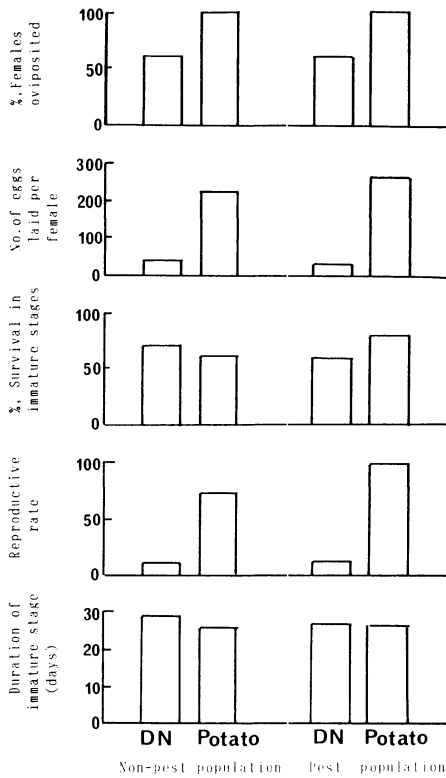 %,Females
oviposited
100
50
0
No.of eggs
laid per
female
300
200
100
0
%, Survival in
immature stages
100
50
0
Reproductive
rate
100
50
0
Duration of
immature stage
(days)
30
20
10
0
DN Potato DN Potato
Non-pest population Pest population